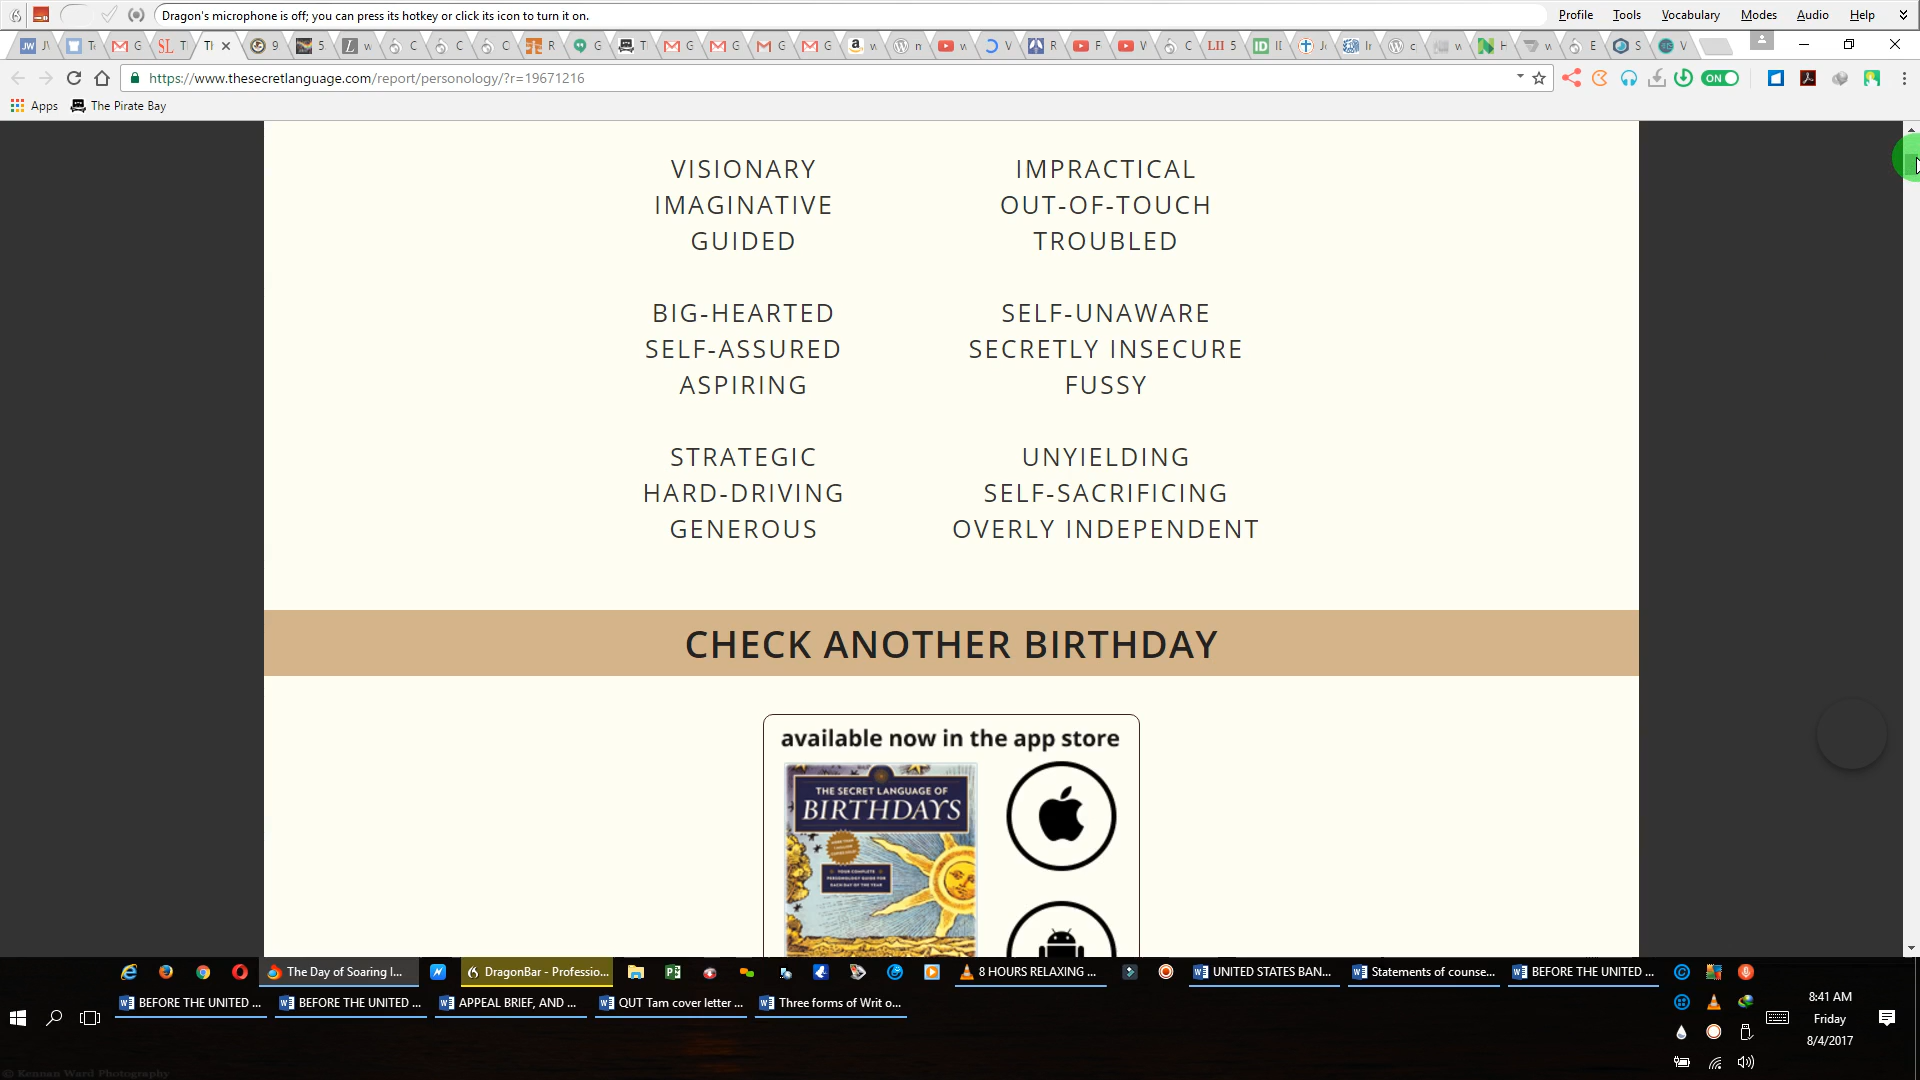 Dragon's microphone is off; you can press its hotkey or click its icon to turn it on.
Profile Tools Vocabulary Modes Audio Help
https://www.thesecretlanguage.com/report/personology/?r=19671216
ON
Apps The Pirate Bay
VISIONARY IMPRACTICAL
IMAGINATIVE OUT-OF-TOUCH
GUIDED TROUBLED
BIG-HEARTED SELF-UNAWARE
SELF-ASSURED SECRETLY INSECURE
ASPIRING FUSSY
STRATEGIC UNYIELDING
HARD-DRIVING SELF-SACRIFICING
GENEROUS OVERLY INDEPENDENT
CHECK ANOTHER BIRTHDAY
available now in the app store
THE SECRET LANGUAGE OF
BIRTHDAYS
The Day of Soaring I... DragonBar - Professio... 8 HOURS RELAXING ... UNITED STATES BAN... Statements of counse... BEFORE THE UNITED ...
BEFORE THE UNITED ... BEFORE THE UNITED ... APPEAL BRIEF, AND ... QUT Tam cover letter ... Three forms of Writ o...
8:41 AM
Friday
8/4/2017
© Kennan Ward Photography